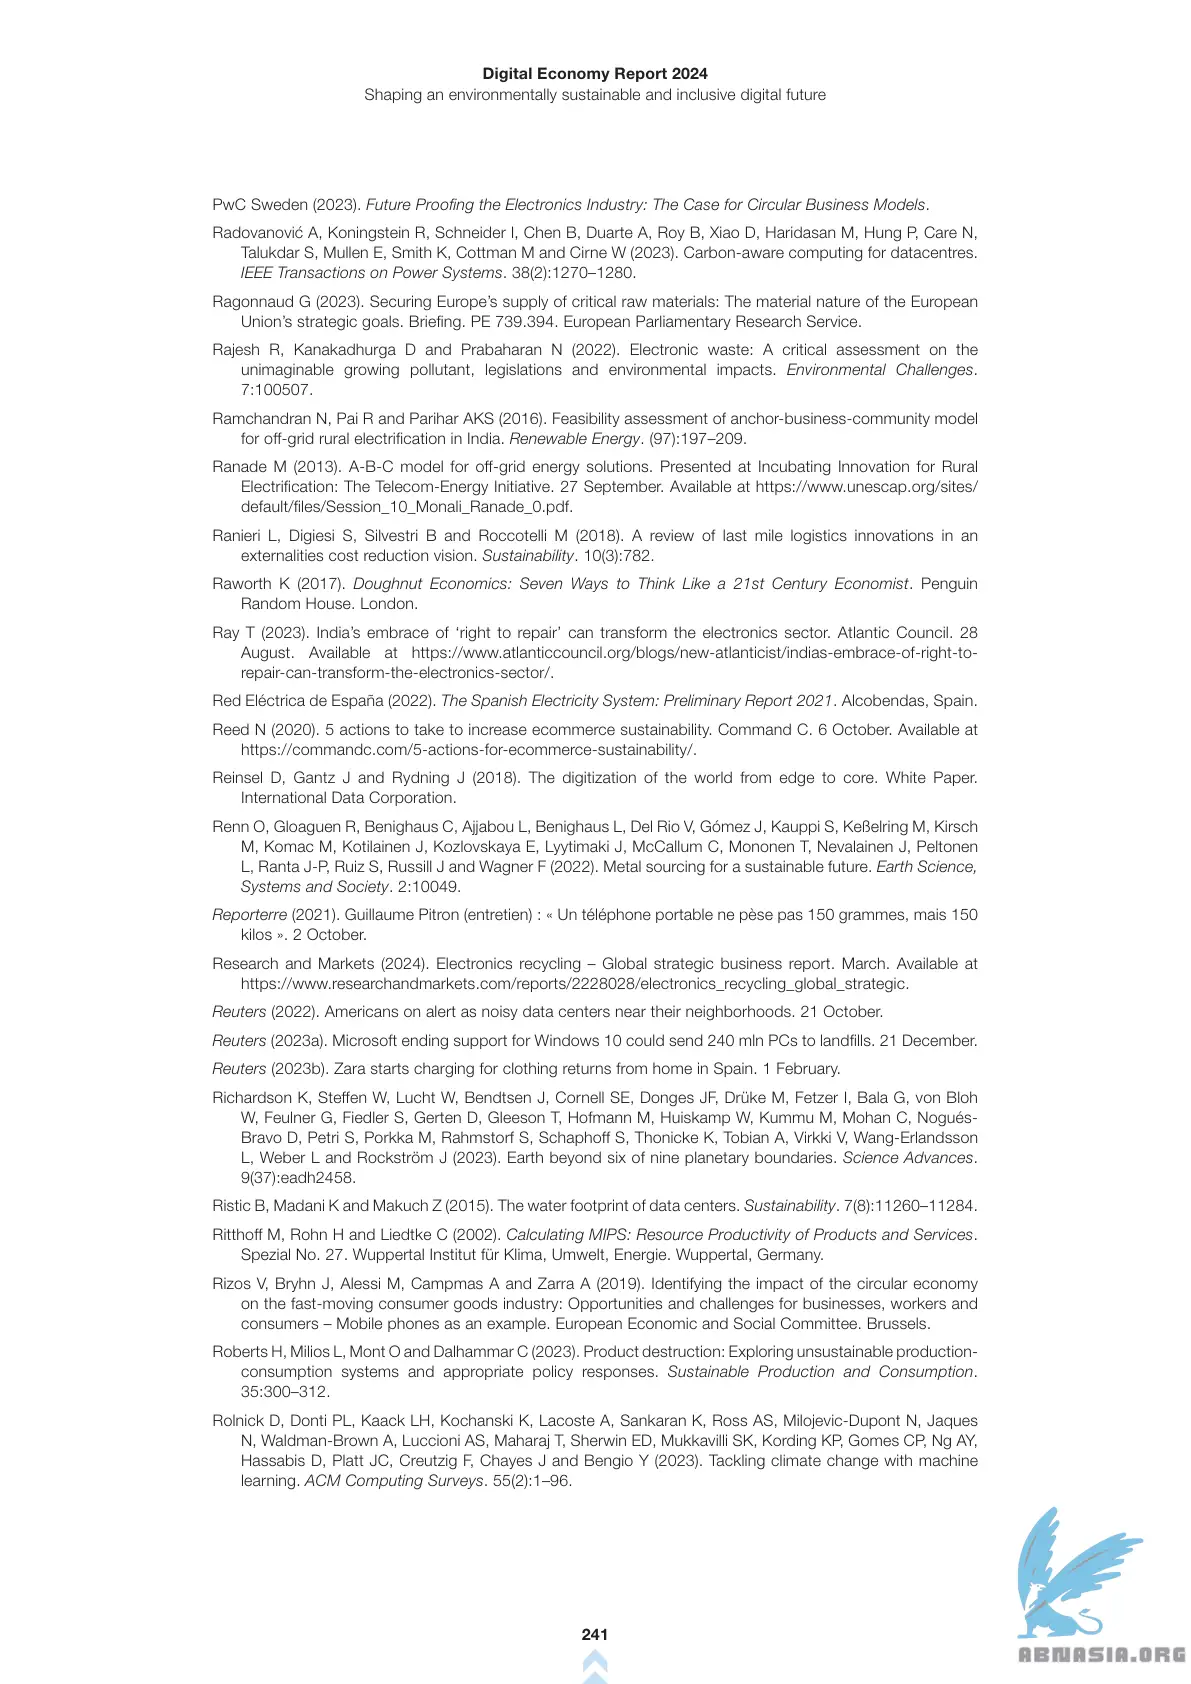 Digital Economy Report 2024
Shaping an environmentally sustainable and inclusive digital future
PwC Sweden (2023). Future Proofing the Electronics Industry: The Case for Circular Business Models.
Radovanović A, Koningstein R, Schneider I, Chen B, Duarte A, Roy B, Xiao D, Haridasan M, Hung P, Care N,
Talukdar S, Mullen E, Smith K, Cottman M and Cirne W (2023). Carbon-aware computing for datacentres.
IEEE Transactions on Power Systems. 38(2):1270–1280.
Ragonnaud G (2023). Securing Europe’s supply of critical raw materials: The material nature of the European
Union’s strategic goals. Briefing. PE 739.394. European Parliamentary Research Service.
Rajesh R, Kanakadhurga D and Prabaharan N (2022). Electronic waste: A critical assessment on the
unimaginable growing pollutant, legislations and environmental impacts. Environmental Challenges.
7:100507.
Ramchandran N, Pai R and Parihar AKS (2016). Feasibility assessment of anchor-business-community model
for off-grid rural electrification in India. Renewable Energy. (97):197–209.
Ranade M (2013). A-B-C model for off-grid energy solutions. Presented at Incubating Innovation for Rural
Electrification: The Telecom-Energy Initiative. 27 September. Available at https://www.unescap.org/sites/
default/files/Session_10_Monali_Ranade_0.pdf.
Ranieri L, Digiesi S, Silvestri B and Roccotelli M (2018). A review of last mile logistics innovations in an
externalities cost reduction vision. Sustainability. 10(3):782.
Raworth K (2017). Doughnut Economics: Seven Ways to Think Like a 21st Century Economist. Penguin
Random House. London.
Ray T (2023). India’s embrace of ‘right to repair’ can transform the electronics sector. Atlantic Council. 28
August. Available at https://www.atlanticcouncil.org/blogs/new-atlanticist/indias-embrace-of-right-to-
repair-can-transform-the-electronics-sector/.
Red Eléctrica de España (2022). The Spanish Electricity System: Preliminary Report 2021. Alcobendas, Spain.
Reed N (2020). 5 actions to take to increase ecommerce sustainability. Command C. 6 October. Available at
https://commandc.com/5-actions-for-ecommerce-sustainability/.
Reinsel D, Gantz J and Rydning J (2018). The digitization of the world from edge to core. White Paper.
International Data Corporation.
Renn O, Gloaguen R, Benighaus C, Ajjabou L, Benighaus L, Del Rio V, Gómez J, Kauppi S, Keßelring M, Kirsch
M, Komac M, Kotilainen J, Kozlovskaya E, Lyytimaki J, McCallum C, Mononen T, Nevalainen J, Peltonen
L, Ranta J-P, Ruiz S, Russill J and Wagner F (2022). Metal sourcing for a sustainable future. Earth Science,
Systems and Society. 2:10049.
Reporterre (2021). Guillaume Pitron (entretien) : « Un téléphone portable ne pèse pas 150 grammes, mais 150
kilos ». 2 October.
Research and Markets (2024). Electronics recycling – Global strategic business report. March. Available at
https://www.researchandmarkets.com/reports/2228028/electronics_recycling_global_strategic.
Reuters (2022). Americans on alert as noisy data centers near their neighborhoods. 21 October.
Reuters (2023a). Microsoft ending support for Windows 10 could send 240 mln PCs to landfills. 21 December.
Reuters (2023b). Zara starts charging for clothing returns from home in Spain. 1 February.
Richardson K, Steffen W, Lucht W, Bendtsen J, Cornell SE, Donges JF, Drüke M, Fetzer I, Bala G, von Bloh
W, Feulner G, Fiedler S, Gerten D, Gleeson T, Hofmann M, Huiskamp W, Kummu M, Mohan C, Nogués-
Bravo D, Petri S, Porkka M, Rahmstorf S, Schaphoff S, Thonicke K, Tobian A, Virkki V, Wang-Erlandsson
L, Weber L and Rockström J (2023). Earth beyond six of nine planetary boundaries. Science Advances.
9(37):eadh2458.
Ristic B, Madani K and Makuch Z (2015). The water footprint of data centers. Sustainability. 7(8):11260–11284.
Ritthoff M, Rohn H and Liedtke C (2002). Calculating MIPS: Resource Productivity of Products and Services.
Spezial No. 27. Wuppertal Institut für Klima, Umwelt, Energie. Wuppertal, Germany.
Rizos V, Bryhn J, Alessi M, Campmas A and Zarra A (2019). Identifying the impact of the circular economy
on the fast-moving consumer goods industry: Opportunities and challenges for businesses, workers and
consumers – Mobile phones as an example. European Economic and Social Committee. Brussels.
Roberts H, Milios L, Mont O and Dalhammar C (2023). Product destruction: Exploring unsustainable production-
consumption systems and appropriate policy responses. Sustainable Production and Consumption.
35:300–312.
Rolnick D, Donti PL, Kaack LH, Kochanski K, Lacoste A, Sankaran K, Ross AS, Milojevic-Dupont N, Jaques
N, Waldman-Brown A, Luccioni AS, Maharaj T, Sherwin ED, Mukkavilli SK, Kording KP, Gomes CP, Ng AY,
Hassabis D, Platt JC, Creutzig F, Chayes J and Bengio Y (2023). Tackling climate change with machine
learning. ACM Computing Surveys. 55(2):1–96.
241
ABNASIA.ORG